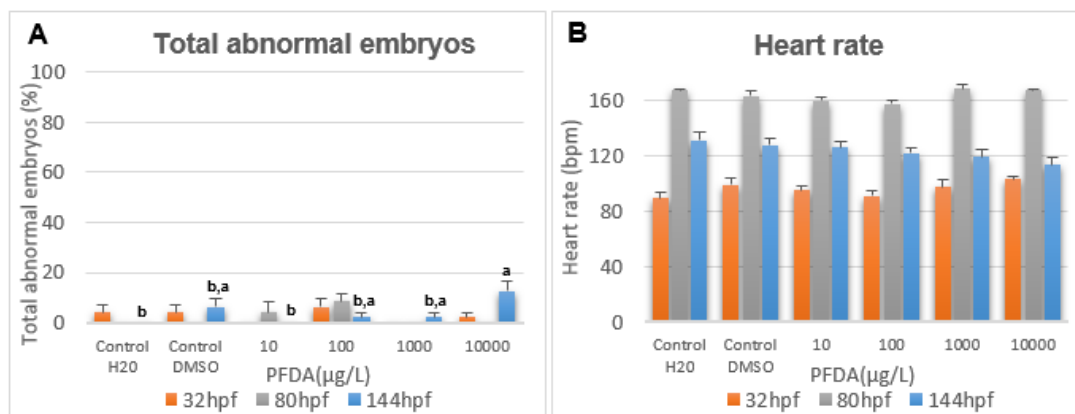 A
Total abnormal embryos
Total abnormal embryos (%)
100
80
60
40
20
0
b
b,a
b
b,a
b,a
a
Control H20
Control DMSO
10
100
1000
10000
PFDA(µg/L)
32hpf 80hpf 144hpf
B
Heart rate
Heart rate (bpm)
160
120
80
40
0
Control H20
Control DMSO
10
100
1000
10000
PFDA(µg/L)
32hpf 80hpf 144hpf